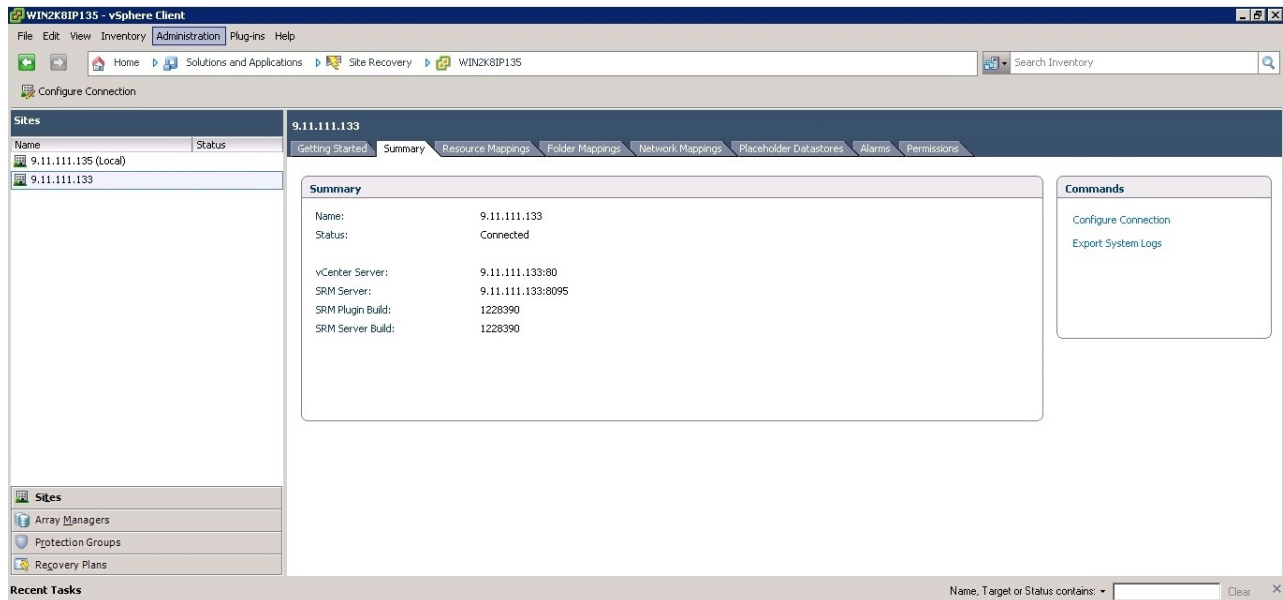 WIN2K8IP135 - vSphere Client
File Edit View Inventory Administration Plug-ins Help
Home Solutions and Applications Site Recovery WIN2K8IP135 Search Inventory
Configure Connection
Sites
Name Status
9.11.111.135 (Local)
9.11.111.133
Sites
Array Managers
Protection Groups
Recovery Plans
9.11.111.133
Getting Started Summary Resource Mappings Folder Mappings Network Mappings Placeholder Datastores Alarms Permissions
Summary
Name: 9.11.111.133
Status: Connected
vCenter Server: 9.11.111.133:80
SRM Server: 9.11.111.133:8095
SRM Plugin Build: 1228390
SRM Server Build: 1228390
Commands
Configure Connection
Export System Logs
Recent Tasks Name, Target or Status contains: Clear